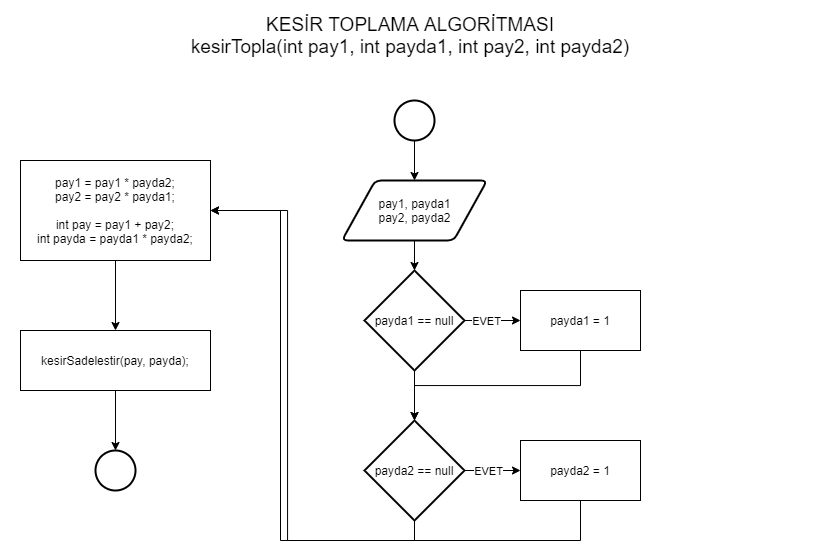 KESİR TOPLAMA ALGORİTMASI
kesirTopla(int pay1, int payda1, int pay2, int payda2)
pay1, payda1
pay2, payda2
payda1 == null
EVET
payda1 = 1
payda2 == null
EVET
payda2 = 1
pay1 = pay1 * payda2;
pay2 = pay2 * payda1;
int pay = pay1 + pay2;
int payda = payda1 * payda2;
kesirSadelestir(pay, payda);